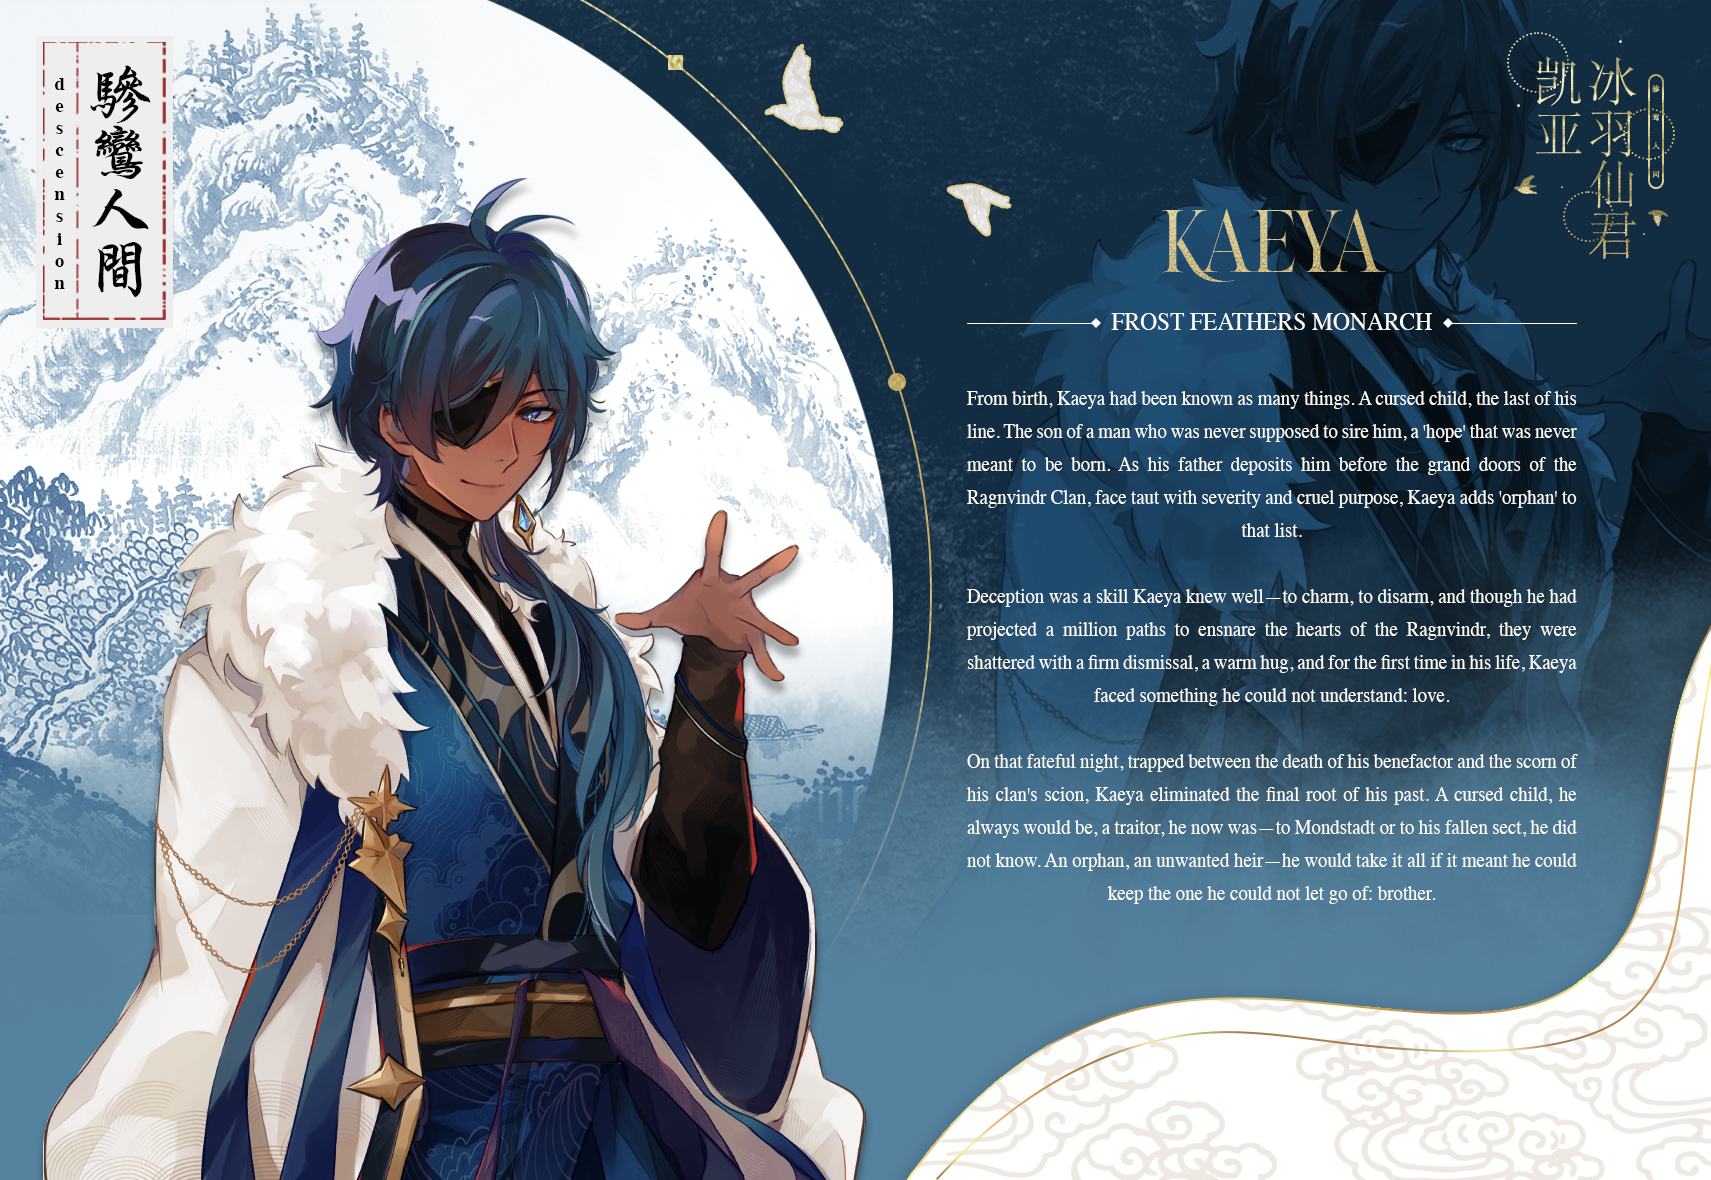 驂鸞人間
descension
冰羽仙君
凯亚
KAEYA
FROST FEATHERS MONARCH
From birth, Kaeya had been known as many things. A cursed child, the last of his
line. The son of a man who was never supposed to sire him, a 'hope' that was never
meant to be born. As his father deposits him before the grand doors of the
Ragnvindr Clan, face taut with severity and cruel purpose, Kaeya adds 'orphan' to
that list.
Deception was a skill Kaeya knew well—to charm, to disarm, and though he had
projected a million paths to ensnare the hearts of the Ragnvindr, they were
shattered with a firm dismissal, a warm hug, and for the first time in his life, Kaeya
faced something he could not understand: love.
On that fateful night, trapped between the death of his benefactor and the scorn of
his clan's scion, Kaeya eliminated the final root of his past. A cursed child, he
always would be, a traitor, he now was—to Mondstadt or to his fallen sect, he did
not know. An orphan, an unwanted heir—he would take it all if it meant he could
keep the one he could not let go of: brother.